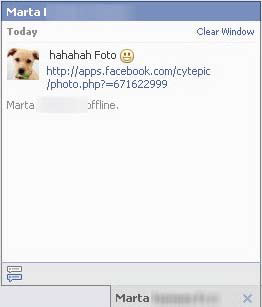 Marta
Today Clear Window
hahahah Foto
http://apps.facebook.com/cytepic
/photo.php?=671622999
Marta offline.
Marta